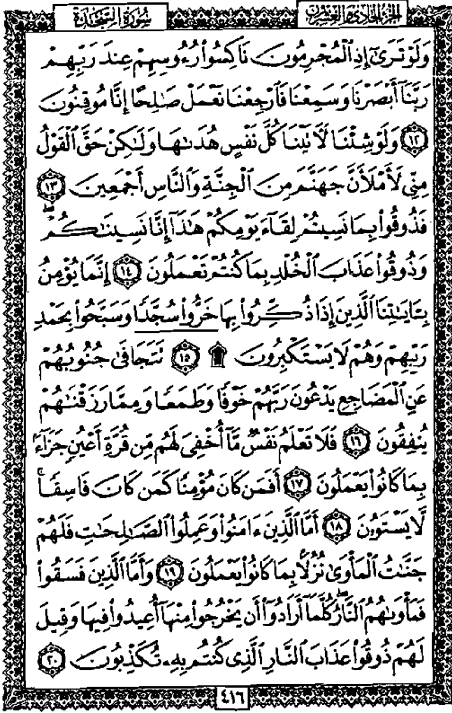 الجزء الحادي والعشرون
سورة السجدة
وَلَوْ تَرَىٰٓ إِذِ ٱلْمُجْرِمُونَ نَاكِسُوا۟ رُءُوسِهِمْ عِندَ رَبِّهِمْ
رَبَّنَآ أَبْصَرْنَا وَسَمِعْنَا فَٱرْجِعْنَا نَعْمَلْ صَٰلِحًا إِنَّا مُوقِنُونَ
١٢ وَلَوْ شِئْنَا لَءَاتَيْنَا كُلَّ نَفْسٍ هُدَىٰهَا وَلَٰكِنْ حَقَّ ٱلْقَوْلُ
مِنِّى لَأَمْلَأَنَّ جَهَنَّمَ مِنَ ٱلْجِنَّةِ وَٱلنَّاسِ أَجْمَعِينَ ١٣
فَذُوقُوا۟ بِمَا نَسِيتُمْ لِقَآءَ يَوْمِكُمْ هَٰذَآ إِنَّا نَسِينَٰكُمْ ۖ
وَذُوقُوا۟ عَذَابَ ٱلْخُلْدِ بِمَا كُنتُمْ تَعْمَلُونَ ١٤ إِنَّمَا يُؤْمِنُ
بِـَٔايَٰتِنَا ٱلَّذِينَ إِذَا ذُكِّرُوا۟ بِهَا خَرُّوا۟ سُجَّدًا وَسَبَّحُوا۟ بِحَمْدِ
رَبِّهِمْ وَهُمْ لَا يَسْتَكْبِرُونَ ۩ ١٥ تَتَجَافَىٰ جُنُوبُهُمْ
عَنِ ٱلْمَضَاجِعِ يَدْعُونَ رَبَّهُمْ خَوْفًا وَطَمَعًا وَمِمَّا رَزَقْنَٰهُمْ
يُنفِقُونَ ١٦ فَلَا تَعْلَمُ نَفْسٌ مَّآ أُخْفِىَ لَهُم مِّن قُرَّةِ أَعْيُنٍ جَزَآءًۢ
بِمَا كَانُوا۟ يَعْمَلُونَ ١٧ أَفَمَن كَانَ مُؤْمِنًا كَمَن كَانَ فَاسِقًا ۚ
لَّا يَسْتَوُۥنَ ١٨ أَمَّا ٱلَّذِينَ ءَامَنُوا۟ وَعَمِلُوا۟ ٱلصَّٰلِحَٰتِ فَلَهُمْ
جَنَّٰتُ ٱلْمَأْوَىٰ نُزُلًۢا بِمَا كَانُوا۟ يَعْمَلُونَ ١٩ وَأَمَّا ٱلَّذِينَ فَسَقُوا۟
فَمَأْوَىٰهُمُ ٱلنَّارُ ۖ كُلَّمَآ أَرَادُوٓا۟ أَن يَخْرُجُوا۟ مِنْهَآ أُعِيدُوا۟ فِيهَا وَقِيلَ
لَهُمْ ذُوقُوا۟ عَذَابَ ٱلنَّارِ ٱلَّذِى كُنتُم بِهِۦ تُكَذِّبُونَ ٢٠
٤١٦